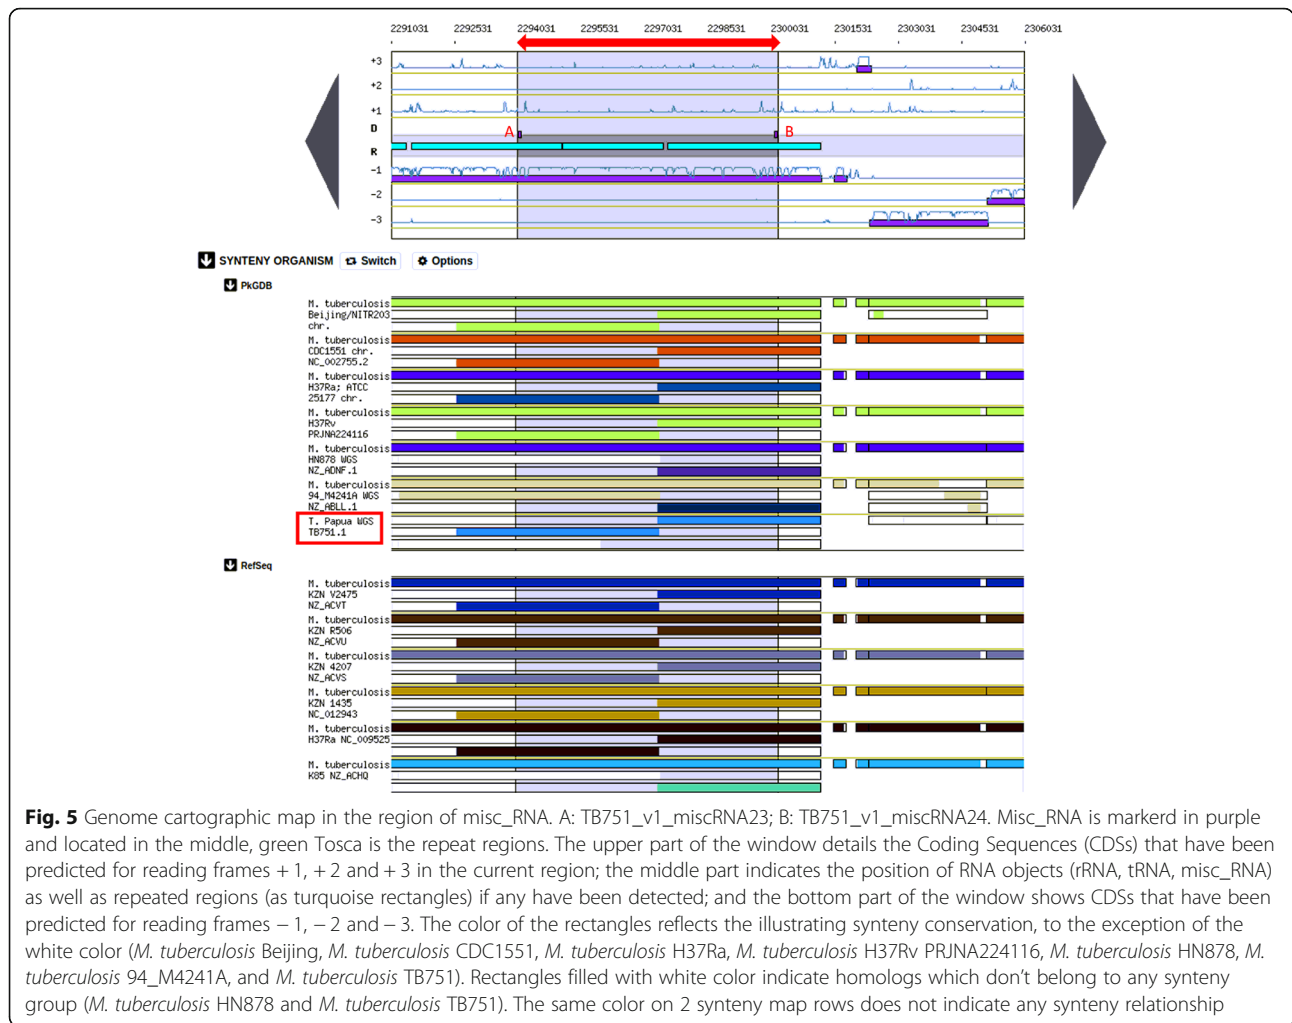 2291031 2292531 2294031 2295531 2297031 2298531 2300031 2301531 2303031 2304531 2306031
+3
+2
+1
D
A B
R
-1
-2
-3
SYNTENY ORGANISM Switch Options
PkGDB
M. tuberculosis
Beijing/NITR203
chr.
M. tuberculosis
CDC1551 chr.
NC_002755.2
M. tuberculosis
H37Ra; ATCC
25177 chr.
M. tuberculosis
H37Rv
PRJNA224116
M. tuberculosis
HN878 WGS
NZ_ADNF.1
M. tuberculosis
94_M4241A WGS
NZ_ABLL.1
T. Papua WGS
TB751.1
RefSeq
M. tuberculosis
KZN V2475
NZ_ACVT
M. tuberculosis
KZN R506
NZ_ACVU
M. tuberculosis
KZN 4207
NZ_ACVS
M. tuberculosis
KZN 1435
NC_012943
M. tuberculosis
H37Ra NC_009525
M. tuberculosis
K85 NZ_ACHQ
Fig. 5 Genome cartographic map in the region of misc_RNA. A: TB751_v1_miscRNA23; B: TB751_v1_miscRNA24. Misc_RNA is markerd in purple
and located in the middle, green Tosca is the repeat regions. The upper part of the window details the Coding Sequences (CDSs) that have been
predicted for reading frames + 1, + 2 and + 3 in the current region; the middle part indicates the position of RNA objects (rRNA, tRNA, misc_RNA)
as well as repeated regions (as turquoise rectangles) if any have been detected; and the bottom part of the window shows CDSs that have been
predicted for reading frames − 1, − 2 and − 3. The color of the rectangles reflects the illustrating synteny conservation, to the exception of the
white color (M. tuberculosis Beijing, M. tuberculosis CDC1551, M. tuberculosis H37Ra, M. tuberculosis H37Rv PRJNA224116, M. tuberculosis HN878, M.
tuberculosis 94_M4241A, and M. tuberculosis TB751). Rectangles filled with white color indicate homologs which don't belong to any synteny
group (M. tuberculosis HN878 and M. tuberculosis TB751). The same color on 2 synteny map rows does not indicate any synteny relationship